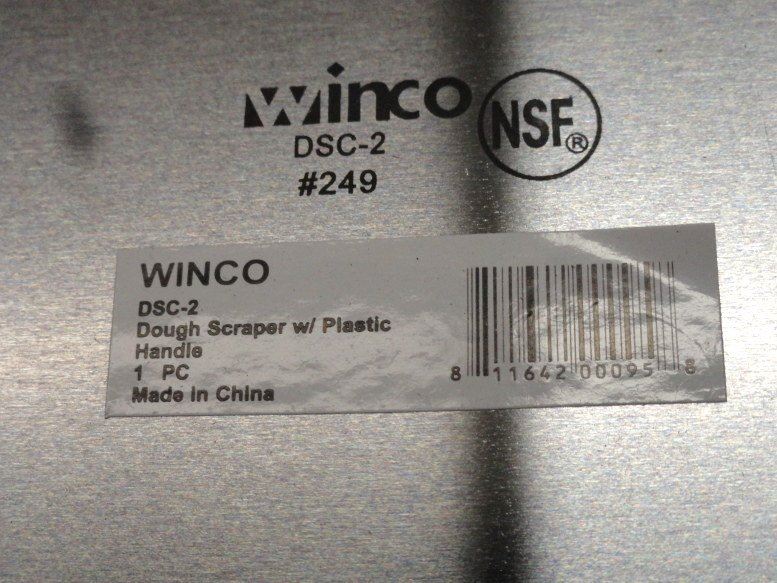 Winco
NSF®
DSC-2
#249
WINCO
DSC-2
Dough Scraper w/ Plastic
Handle
1 PC
Made In China
8 11642 00095 8